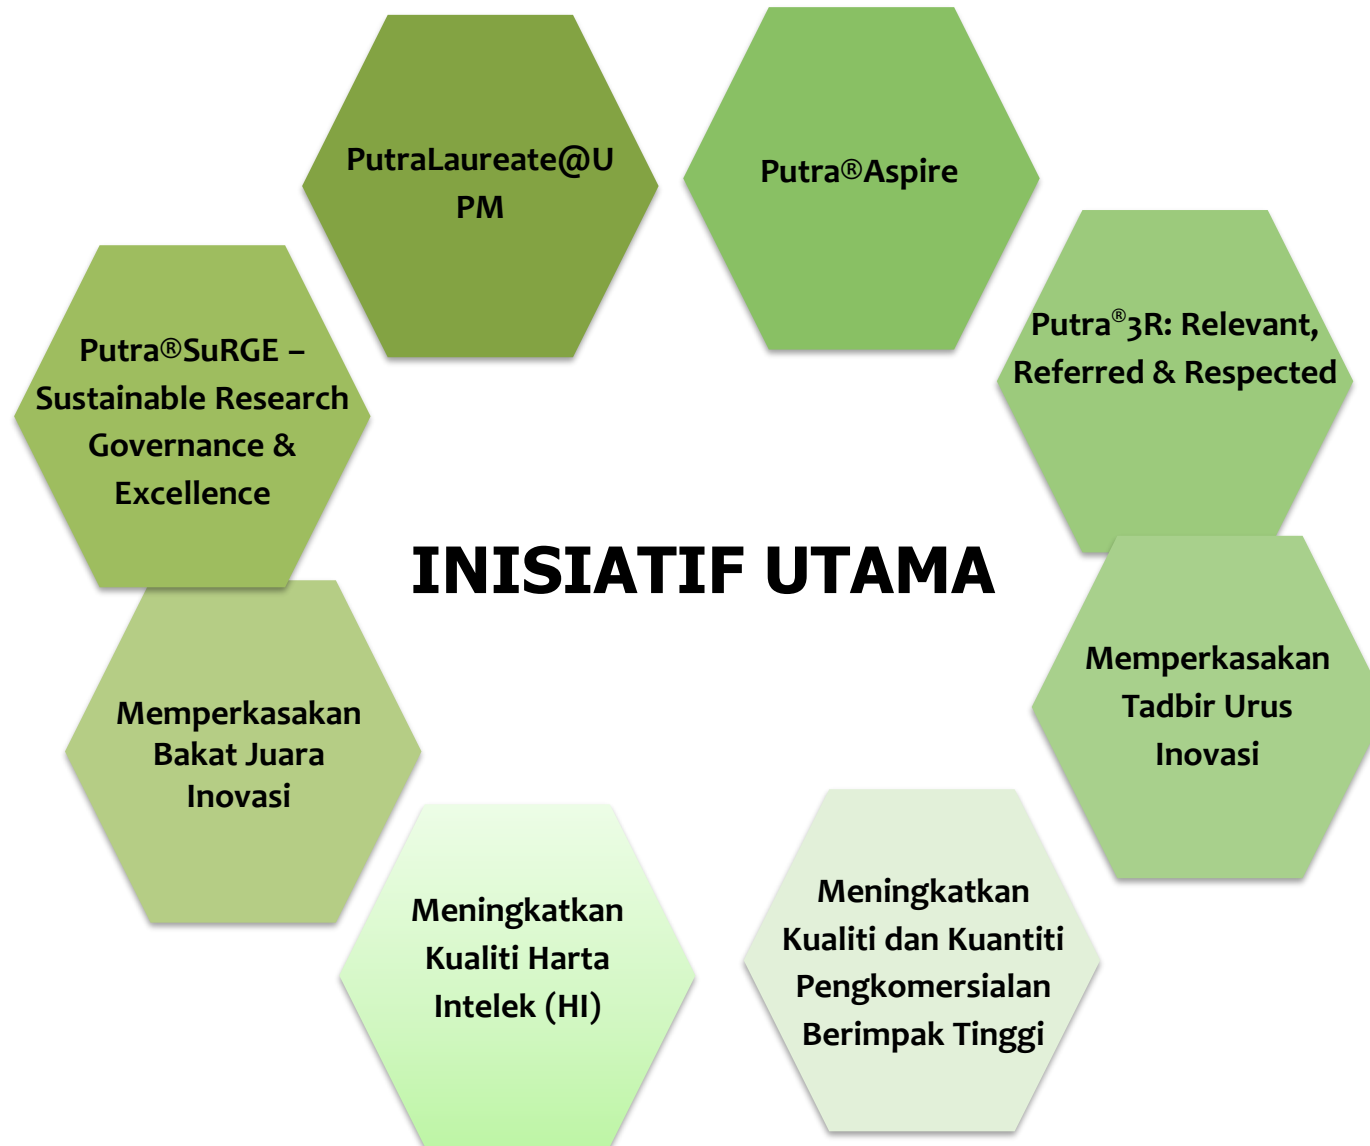 PutraLaureate@U
PM
Putra®Aspire
Putra®3R: Relevant,
Referred & Respected
Putra®SuRGE –
Sustainable Research
Governance &
Excellence
INISIATIF UTAMA
Memperkasakan
Tadbir Urus
Inovasi
Memperkasakan
Bakat Juara
Inovasi
Meningkatkan
Kualiti dan Kuantiti
Pengkomersialan
Berimpak Tinggi
Meningkatkan
Kualiti Harta
Intelek (HI)